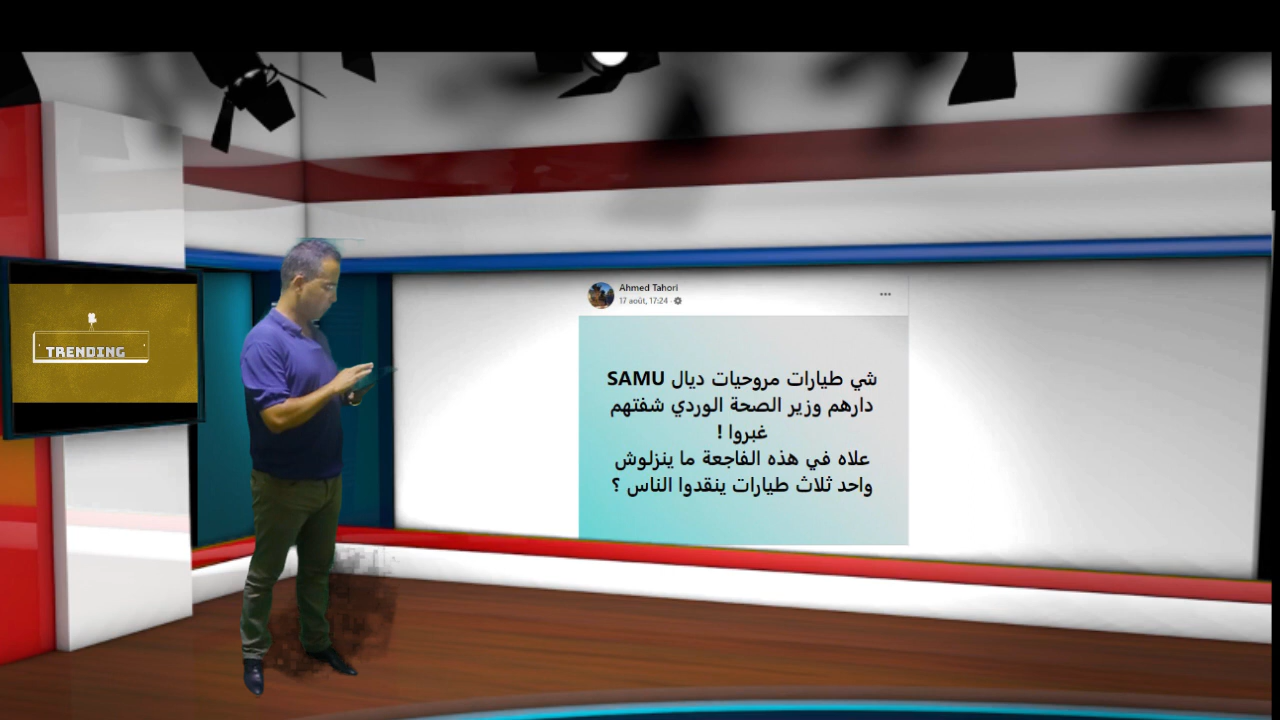 TRENDING
Ahmed Tahori
17 août, 17:24
شي طيارات مروحيات ديال SAMU
دارهم وزير الصحة الوردي شفتهم
غبروا !
علاه في هذه الفاجعة ما ينزلوش
واحد ثلاث طيارات ينقدوا الناس ؟